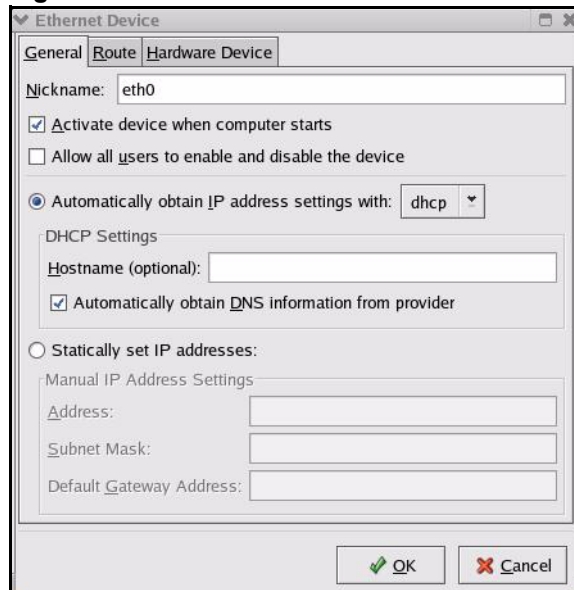 Ethernet Device
General Route Hardware Device
Nickname: eth0
Activate device when computer starts
Allow all users to enable and disable the device
Automatically obtain IP address settings with: dhcp
DHCP Settings
Hostname (optional):
Automatically obtain DNS information from provider
Statically set IP addresses:
Manual IP Address Settings
Address:
Subnet Mask:
Default Gateway Address:
OK Cancel